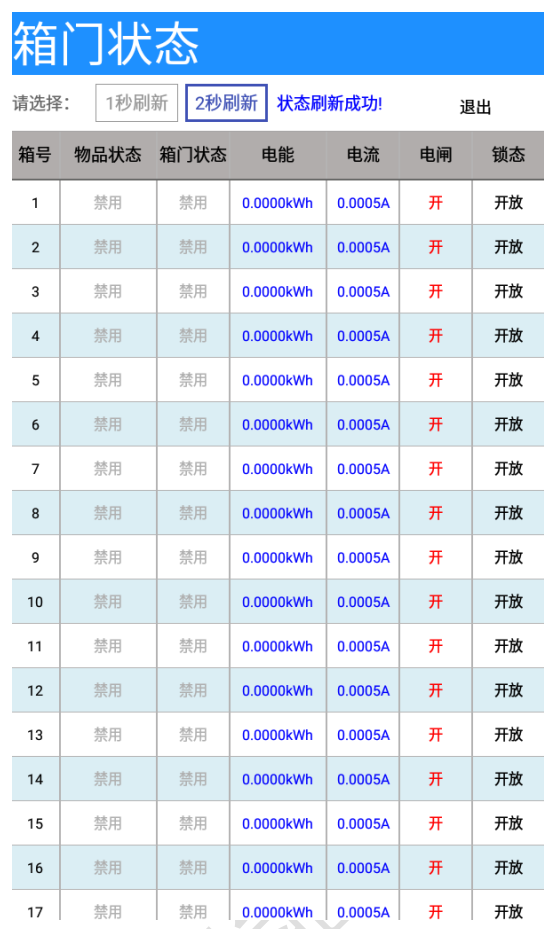 箱门状态
请选择： 1秒刷新 2秒刷新 状态刷新成功! 退出
箱号 物品状态 箱门状态 电能 电流 电闸 锁态
1 禁用 禁用 0.0000kWh 0.0005A 开 开放
2 禁用 禁用 0.0000kWh 0.0005A 开 开放
3 禁用 禁用 0.0000kWh 0.0005A 开 开放
4 禁用 禁用 0.0000kWh 0.0005A 开 开放
5 禁用 禁用 0.0000kWh 0.0005A 开 开放
6 禁用 禁用 0.0000kWh 0.0005A 开 开放
7 禁用 禁用 0.0000kWh 0.0005A 开 开放
8 禁用 禁用 0.0000kWh 0.0005A 开 开放
9 禁用 禁用 0.0000kWh 0.0005A 开 开放
10 禁用 禁用 0.0000kWh 0.0005A 开 开放
11 禁用 禁用 0.0000kWh 0.0005A 开 开放
12 禁用 禁用 0.0000kWh 0.0005A 开 开放
13 禁用 禁用 0.0000kWh 0.0005A 开 开放
14 禁用 禁用 0.0000kWh 0.0005A 开 开放
15 禁用 禁用 0.0000kWh 0.0005A 开 开放
16 禁用 禁用 0.0000kWh 0.0005A 开 开放
17 禁用 禁用 0.0000kWh 0.0005A 开 开放